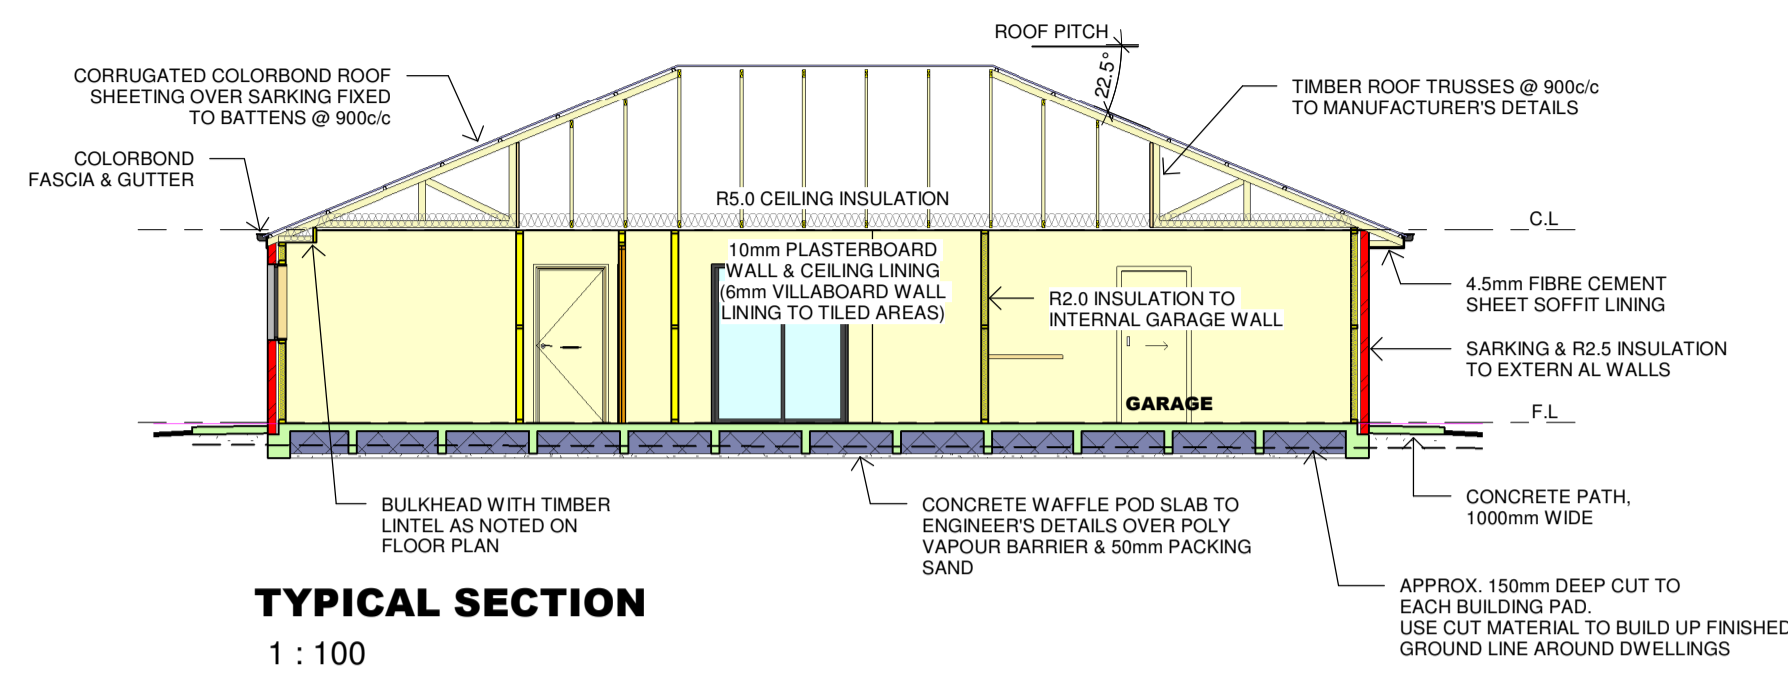 ROOF PITCH
22.5°
CORRUGATED COLORBOND ROOF
SHEETING OVER SARKING FIXED
TO BATTENS @ 900c/c
COLORBOND
FASCIA & GUTTER
TIMBER ROOF TRUSSES @ 900c/c
TO MANUFACTURER'S DETAILS
R5.0 CEILING INSULATION
C.L
10mm PLASTERBOARD
WALL & CEILING LINING
(6mm VILLABOARD WALL
LINING TO TILED AREAS)
R2.0 INSULATION TO
INTERNAL GARAGE WALL
4.5mm FIBRE CEMENT
SHEET SOFFIT LINING
SARKING & R2.5 INSULATION
TO EXTERN AL WALLS
GARAGE
F.L
BULKHEAD WITH TIMBER
LINTEL AS NOTED ON
FLOOR PLAN
CONCRETE WAFFLE POD SLAB TO
ENGINEER'S DETAILS OVER POLY
VAPOUR BARRIER & 50mm PACKING
SAND
CONCRETE PATH,
1000mm WIDE
APPROX. 150mm DEEP CUT TO
EACH BUILDING PAD.
USE CUT MATERIAL TO BUILD UP FINISHED
GROUND LINE AROUND DWELLINGS
TYPICAL SECTION
1 : 100